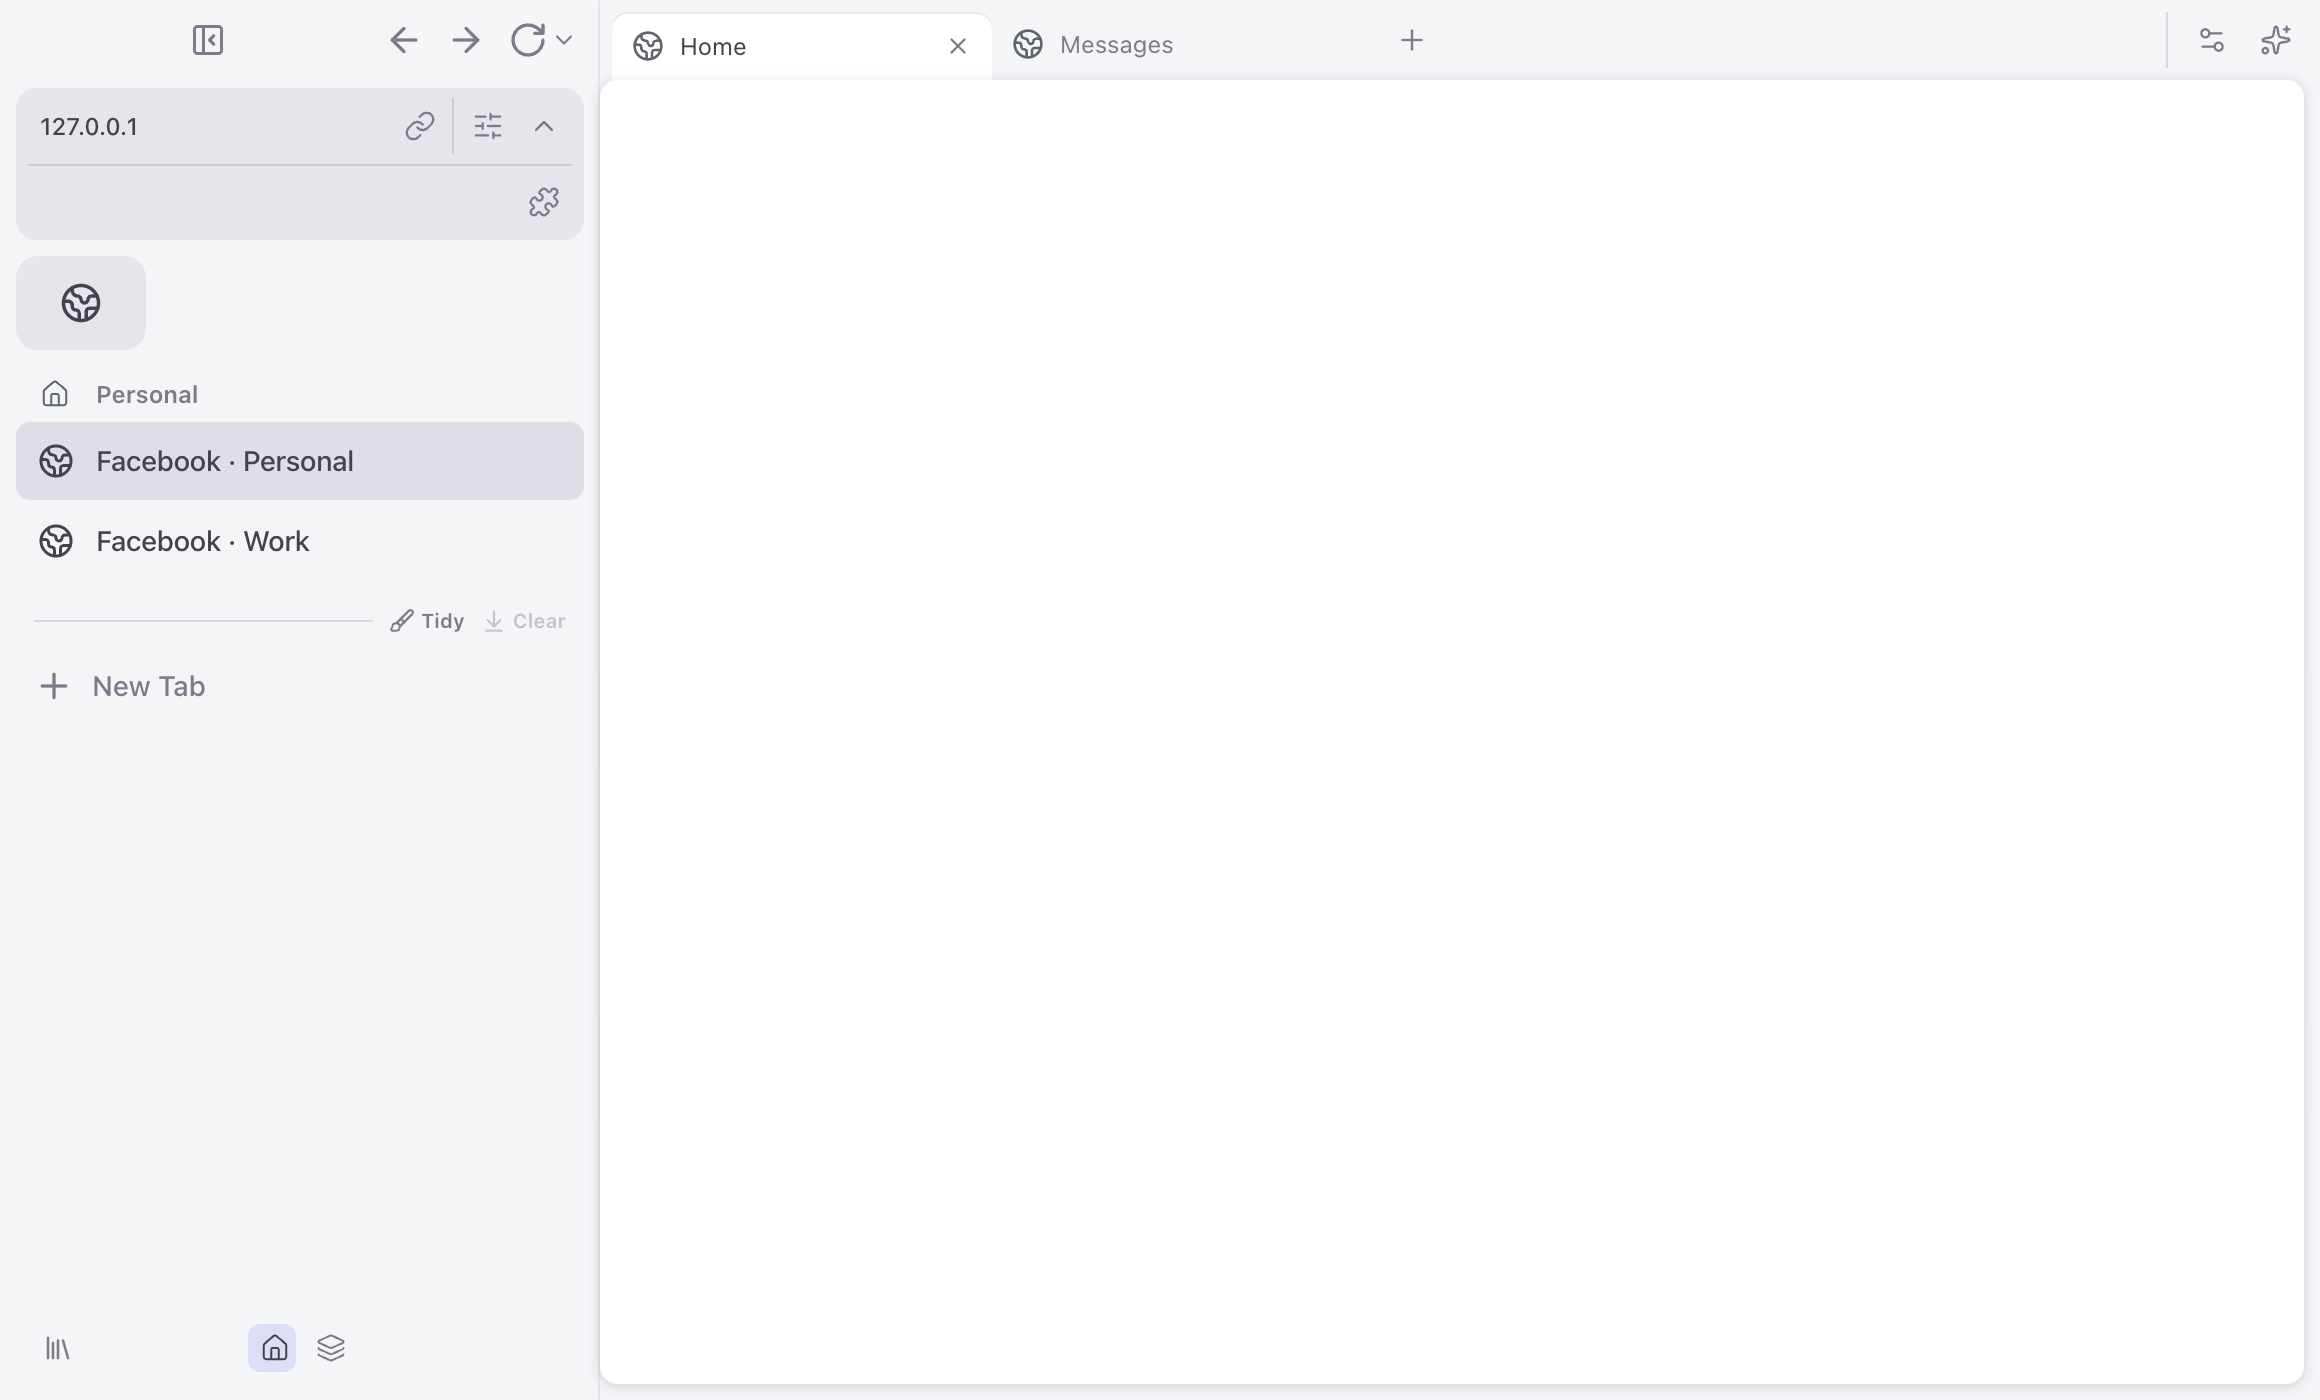 127.0.0.1
Personal
Facebook · Personal
Facebook · Work
Tidy Clear
New Tab
Home
Messages